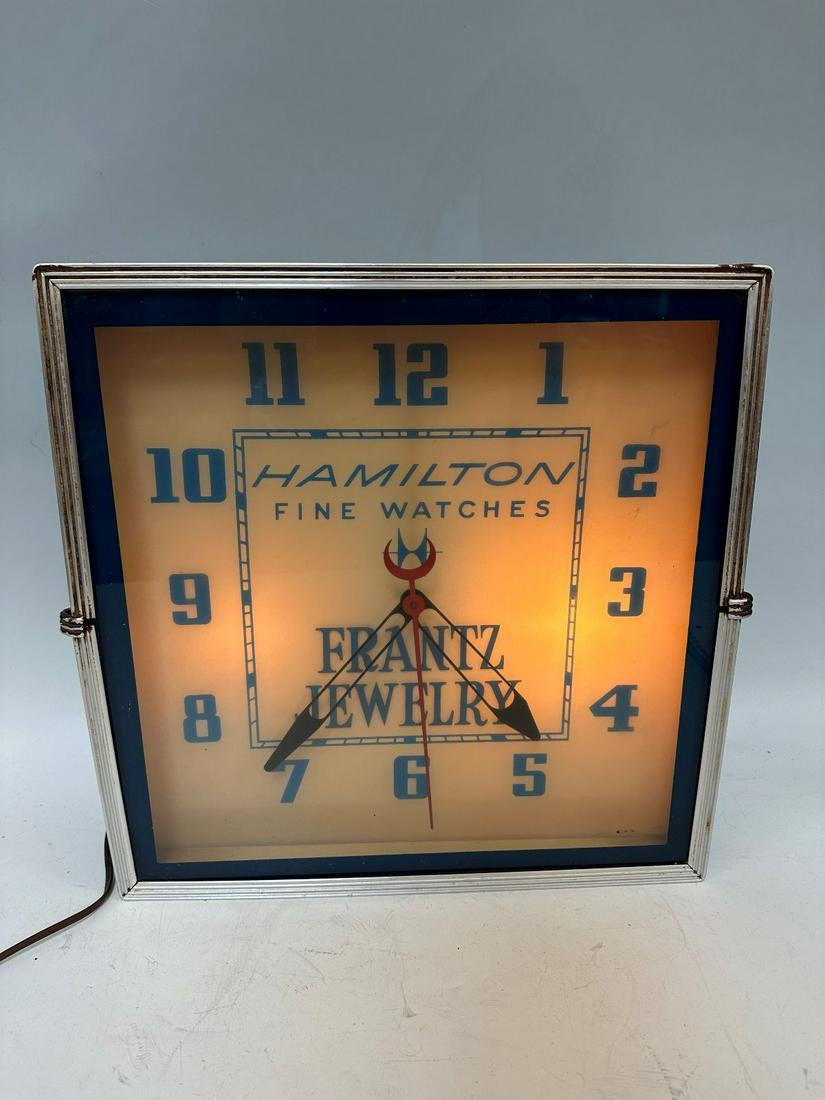 11 12 1
10 2
HAMILTON
FINE WATCHES
9 3
FRANTZ
JEWELRY
8 4
7 6 5